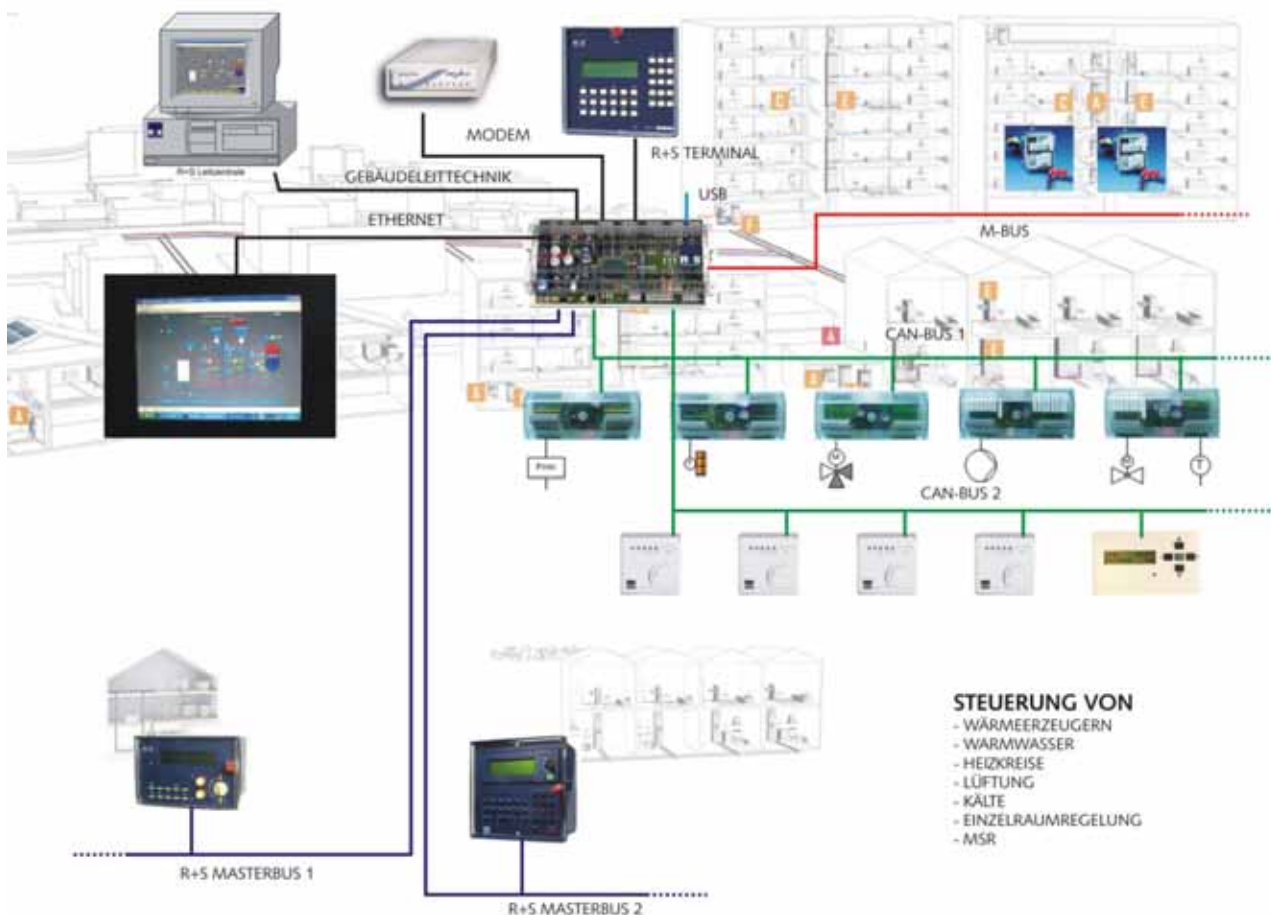 R+S Leitzentrale
MODEM
R+S TERMINAL
GEBÄUDELEITTECHNIK
USB
ETHERNET
C
E
C
A
E
F
M-BUS
E
A
CAN-BUS 1
A
A
M
M
T
CAN-BUS 2
STEUERUNG VON
- WÄRMEERZEUGERN
- WARMWASSER
- HEIZKREISE
- LÜFTUNG
- KÄLTE
- EINZELRAUMREGELUNG
- MSR
R+S MASTERBUS 1
R+S MASTERBUS 2